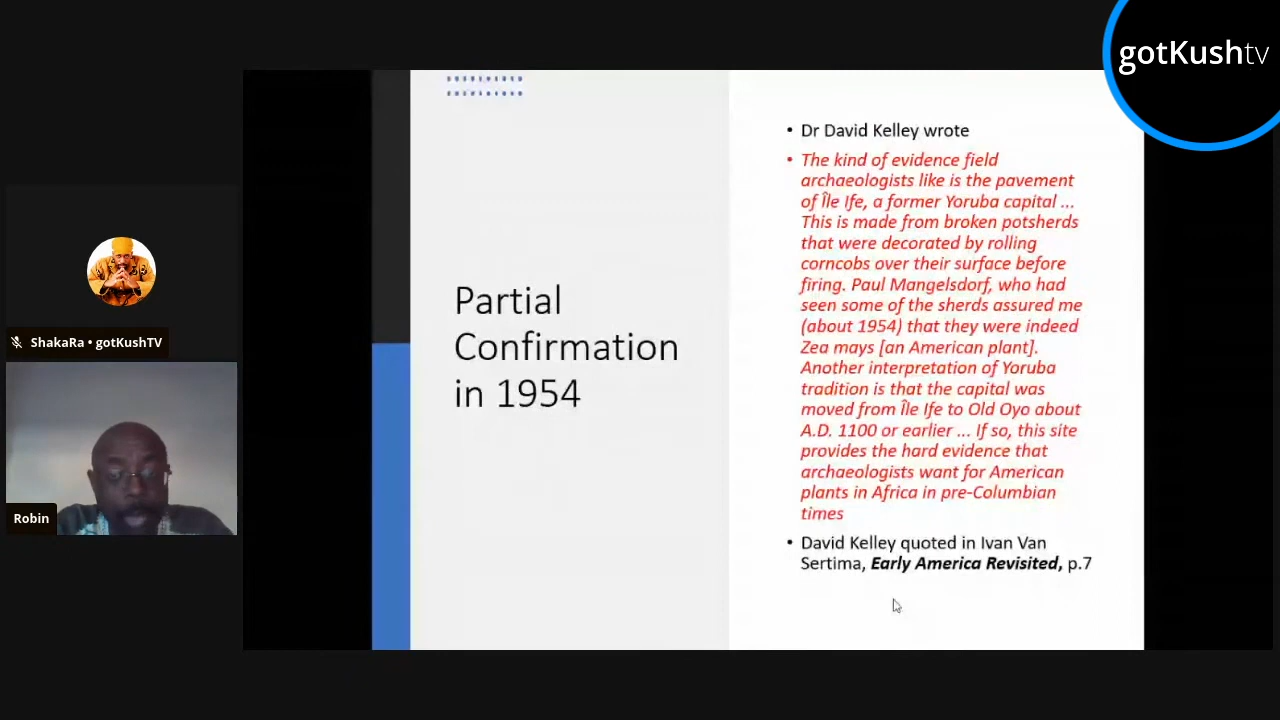 gotKushtv
• Dr David Kelley wrote
• The kind of evidence field
archaeologists like is the pavement
of Île Ife, a former Yoruba capital ...
This is made from broken potsherds
that were decorated by rolling
corncobs over their surface before
firing. Paul Mangelsdorf, who had
seen some of the sherds assured me
(about 1954) that they were indeed
Zea mays [an American plant].
Another interpretation of Yoruba
tradition is that the capital was
moved from Île Ife to Old Oyo about
A.D. 1100 or earlier ... If so, this site
provides the hard evidence that
archaeologists want for American
plants in Africa in pre-Columbian
times
• David Kelley quoted in Ivan Van
Sertima, Early America Revisited, p.7
Partial
Confirmation
in 1954
ShakaRa • gotKushTV
Robin